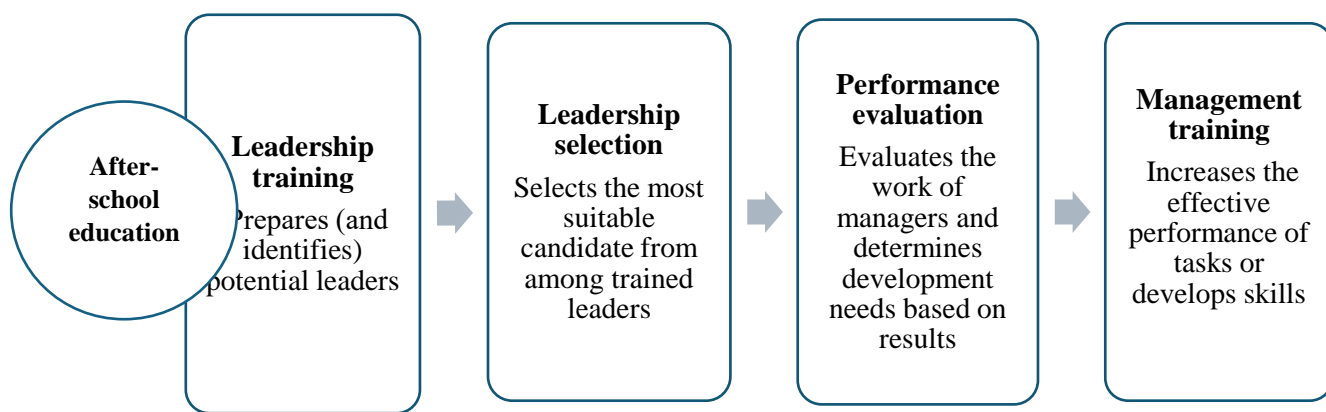 After-
school
education
Leadership
training
Prepares (and
identifies)
potential leaders
Leadership
selection
Selects the most
suitable
candidate from
among trained
leaders
Performance
evaluation
Evaluates the
work of
managers and
determines
development
needs based on
results
Management
training
Increases the
effective
performance of
tasks or
develops skills